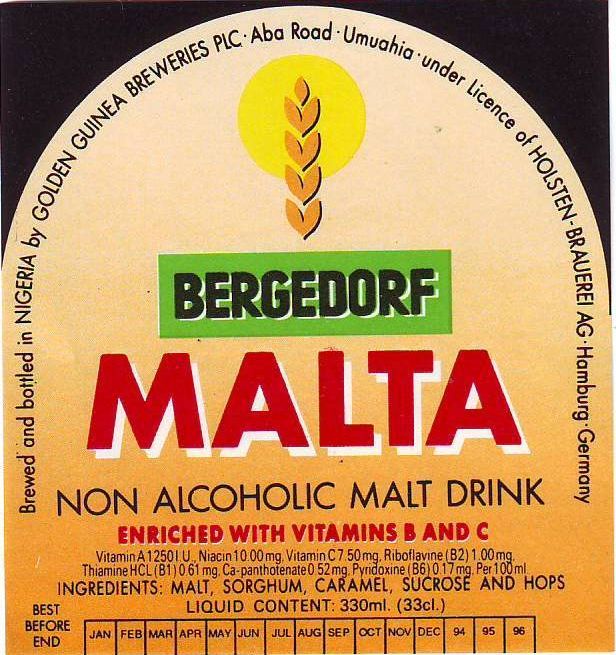 Brewed and bottled in NIGERIA by GOLDEN GUINEA BREWERIES PLC · Aba Road · Umuahia · under Licence of HOLSTEN-BRAUEREI AG · Hamburg · Germany
BERGEDORF
MALTA
NON ALCOHOLIC MALT DRINK
ENRICHED WITH VITAMINS B AND C
Vitamin A 1250 I.U., Niacin 10.00 mg, Vitamin C 7.50 mg, Riboflavine (B2) 1.00 mg,
Thiamine HCL (B1) 0.61 mg, Ca-panthotenate 0.52 mg, Pyridoxine (B6) 0.17 mg, Per 100 ml.
INGREDIENTS: MALT, SORGHUM, CARAMEL, SUCROSE AND HOPS
LIQUID CONTENT: 330ml. (33cl.)
BEST BEFORE END
JAN FEB MAR APR MAY JUN JUL AUG SEP OCT NOV DEC 94 95 96